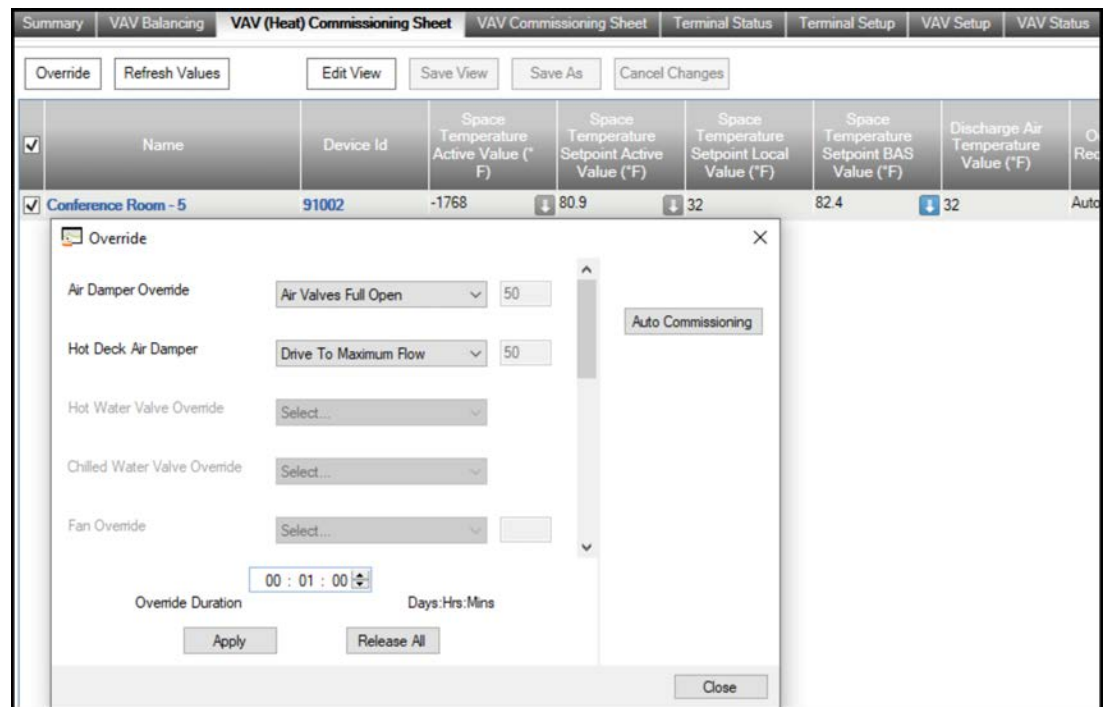 Summary VAV Balancing VAV (Heat) Commissioning Sheet VAV Commissioning Sheet Terminal Status Terminal Setup VAV Setup VAV Status
Override Refresh Values Edit View Save View Save As Cancel Changes
Name
Device Id
Space
Temperature
Active Value (°
F)
Space
Temperature
Setpoint Active
Value (°F)
Space
Temperature
Setpoint Local
Value (°F)
Space
Temperature
Setpoint BAS
Value (°F)
Discharge Air
Temperature
Value (°F)
Conference Room - 5 91002 -1768 80.9 32 82.4 32 Auto
Override
Air Damper Override Air Valves Full Open 50
Auto Commissioning
Hot Deck Air Damper Drive To Maximum Flow 50
Hot Water Valve Override Select...
Chilled Water Valve Override Select...
Fan Override Select...
00 : 01 : 00
Override Duration Days:Hrs:Mins
Apply Release All
Close